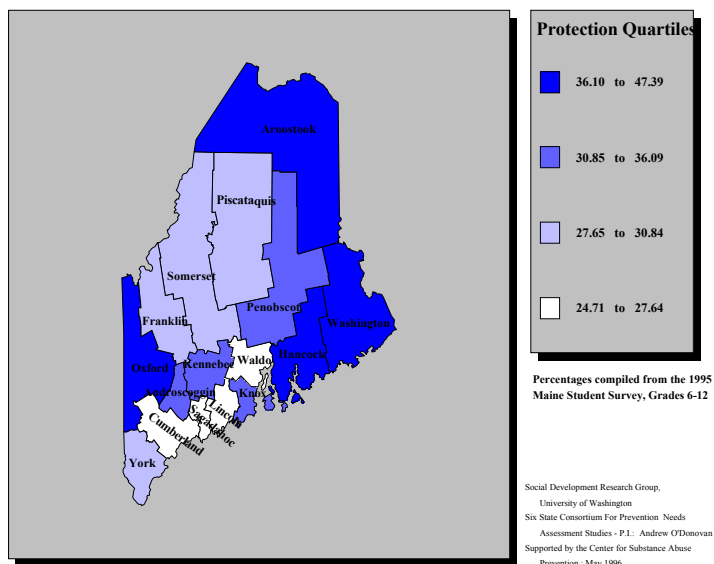 Protection Quartiles
36.10 to 47.39
30.85 to 36.09
27.65 to 30.84
24.71 to 27.64
Aroostook
Piscataquis
Somerset
Penobscot
Franklin
Washington
Oxford
Kennebec
Waldo
Hancock
Androscoggin
Knox
Lincoln
Sagadahoc
Cumberland
York
Percentages compiled from the 1995
Maine Student Survey, Grades 6-12
Social Development Research Group,
University of Washington
Six State Consortium For Prevention Needs
Assessment Studies - P.I.: Andrew O'Donovan
Supported by the Center for Substance Abuse
Prevention : May 1996